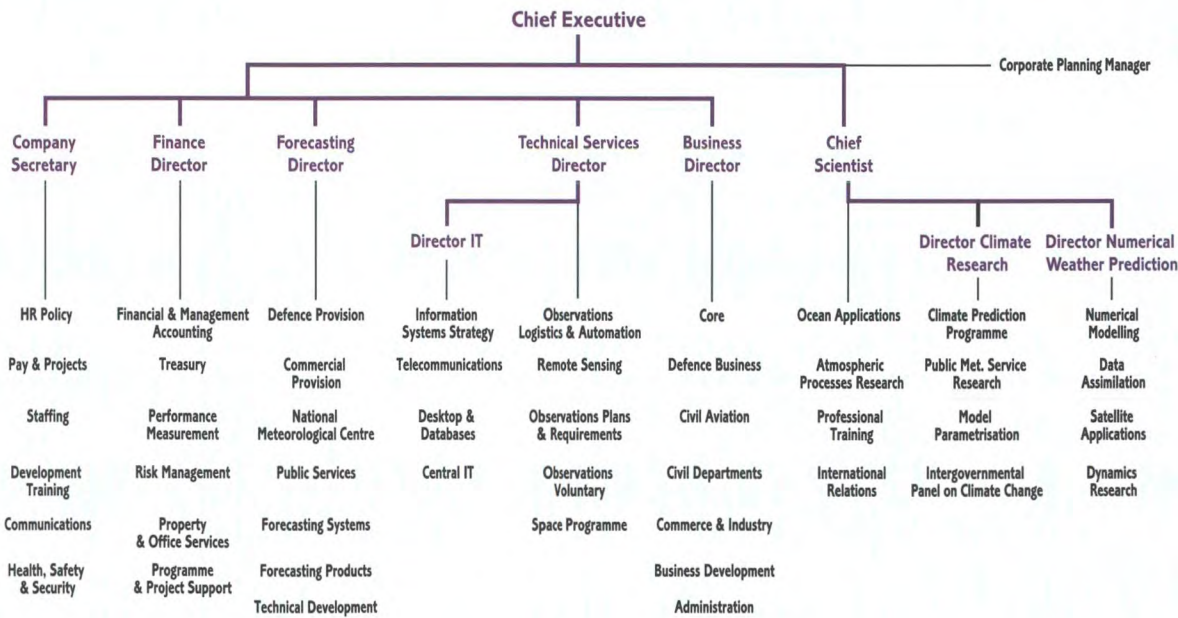 Chief Executive
Corporate Planning Manager
Company
Secretary
Finance
Director
Forecasting
Director
Technical Services
Director
Business
Director
Chief
Scientist
Director IT
Director Climate
Research
Director Numerical
Weather Prediction
HR Policy
Pay & Projects
Staffing
Development
Training
Communications
Health, Safety
& Security
Financial & Management
Accounting
Treasury
Performance
Measurement
Risk Management
Property
& Office Services
Programme
& Project Support
Defence Provision
Commercial
Provision
National
Meteorological Centre
Public Services
Forecasting Systems
Forecasting Products
Technical Development
Information
Systems Strategy
Telecommunications
Desktop &
Databases
Central IT
Observations
Logistics & Automation
Remote Sensing
Observations Plans
& Requirements
Observations
Voluntary
Space Programme
Core
Defence Business
Civil Aviation
Civil Departments
Commerce & Industry
Business Development
Administration
Ocean Applications
Atmospheric
Processes Research
Professional
Training
International
Relations
Climate Prediction
Programme
Public Met. Service
Research
Model
Parametrisation
Intergovernmental
Panel on Climate Change
Numerical
Modelling
Data
Assimilation
Satellite
Applications
Dynamics
Research